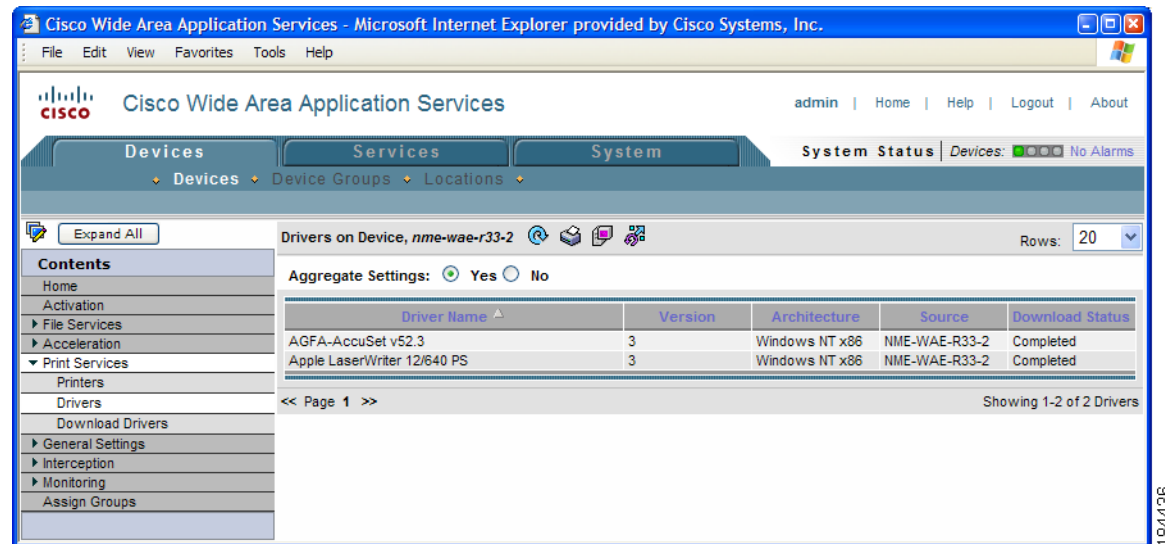 Cisco Wide Area Application Services - Microsoft Internet Explorer provided by Cisco Systems, Inc.
File Edit View Favorites Tools Help
CISCO Cisco Wide Area Application Services admin | Home | Help | Logout | About
Devices Services System System Status | Devices: No Alarms
Devices Device Groups Locations
Expand All
Drivers on Device, nme-wae-r33-2 Rows: 20
Contents
Home
Activation
File Services
Acceleration
Print Services
Printers
Drivers
Download Drivers
General Settings
Interception
Monitoring
Assign Groups
Aggregate Settings: Yes No
Driver Name Version Architecture Source Download Status
AGFA-AccuSet v52.3 3 Windows NT x86 NME-WAE-R33-2 Completed
Apple LaserWriter 12/640 PS 3 Windows NT x86 NME-WAE-R33-2 Completed
<< Page 1 >> Showing 1-2 of 2 Drivers
184436